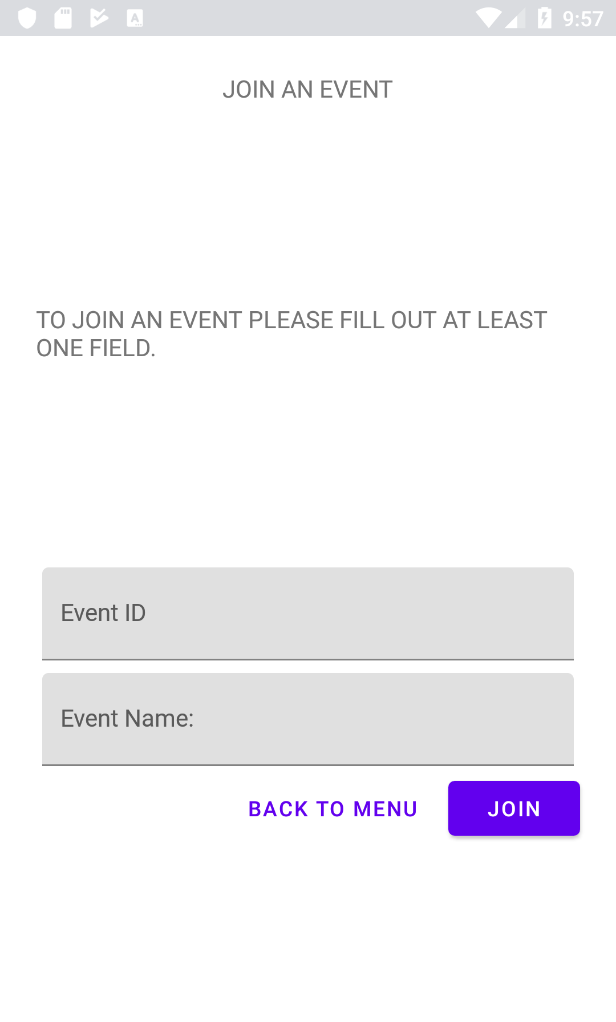 9:57
JOIN AN EVENT
TO JOIN AN EVENT PLEASE FILL OUT AT LEAST
ONE FIELD.
Event ID
Event Name:
BACK TO MENU
JOIN